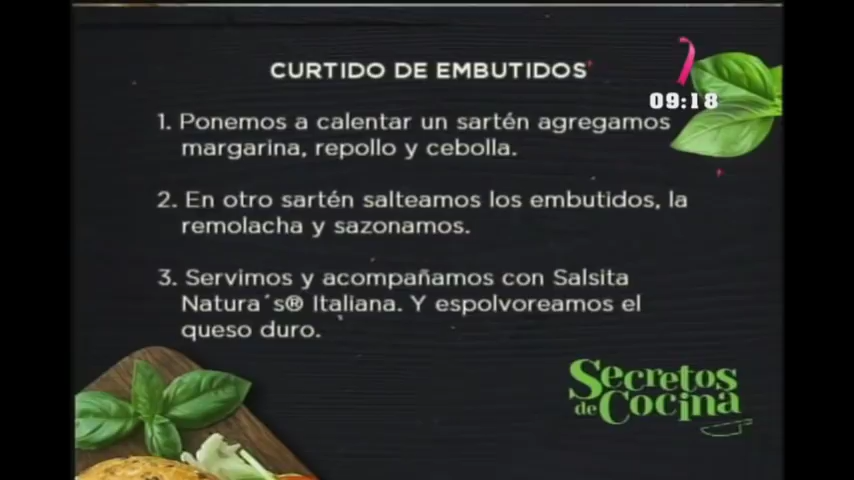 CURTIDO DE EMBUTIDOS
09:18
1. Ponemos a calentar un sartén agregamos
margarina, repollo y cebolla.
2. En otro sartén salteamos los embutidos, la
remolacha y sazonamos.
3. Servimos y acompañamos con Salsita
Natura´s® Italiana. Y espolvoreamos el
queso duro.
Secretos
de Cocina